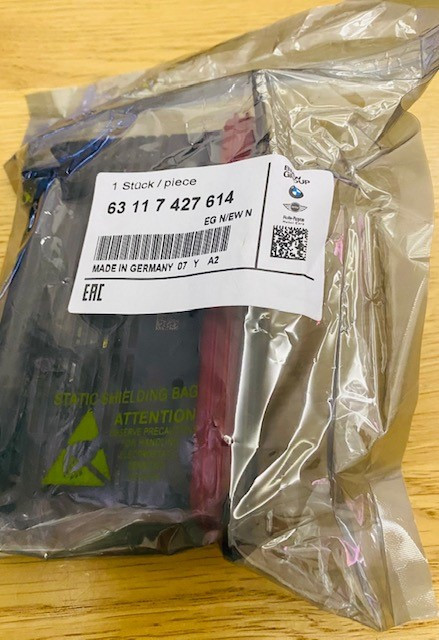 1 Stück / piece
63 11 7 427 614
EG N/EW N
MADE IN GERMANY 07 Y A2
EAC
GROUP
STATIC SHIELDING BAG
ATTENTION